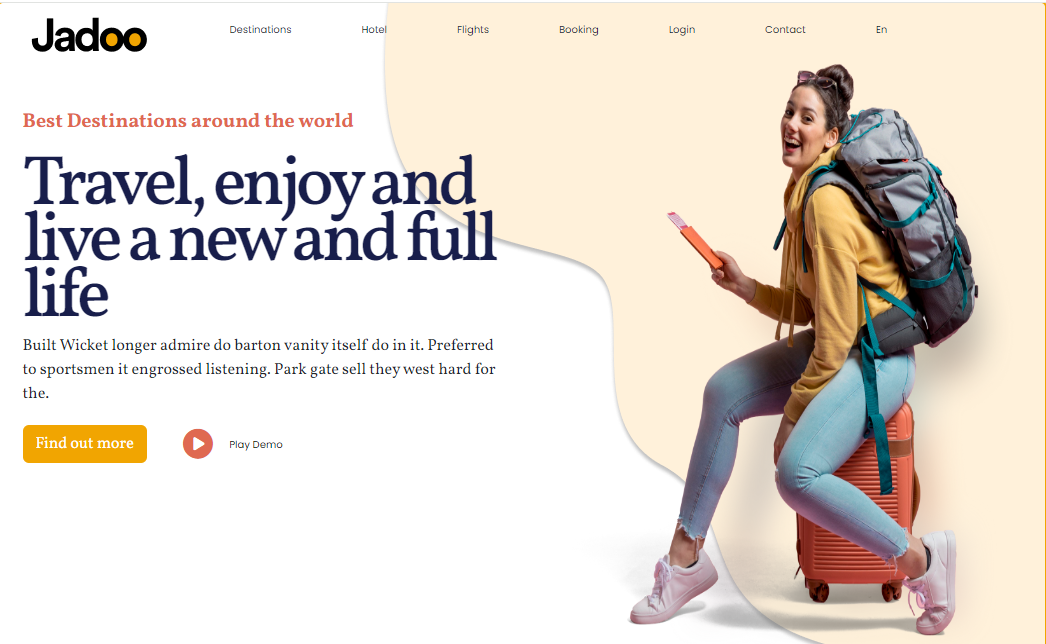 Jadoo
Destinations
Hotel
Flights
Booking
Login
Contact
En
Best Destinations around the world
Travel, enjoy and
live a new and full
life
Built Wicket longer admire do barton vanity itself do in it. Preferred
to sportsmen it engrossed listening. Park gate sell they west hard for
the.
Find out more
Play Demo